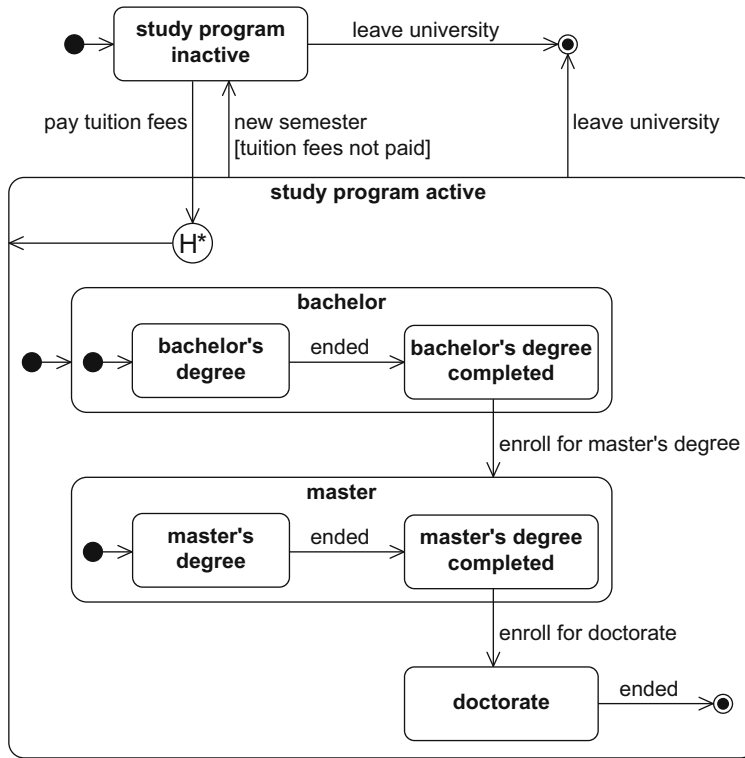 study program
inactive
leave university
pay tuition fees
new semester
[tuition fees not paid]
leave university
study program active
H*
bachelor
bachelor's
degree
ended
bachelor's degree
completed
enroll for master's degree
master
master's
degree
ended
master's degree
completed
enroll for doctorate
doctorate
ended